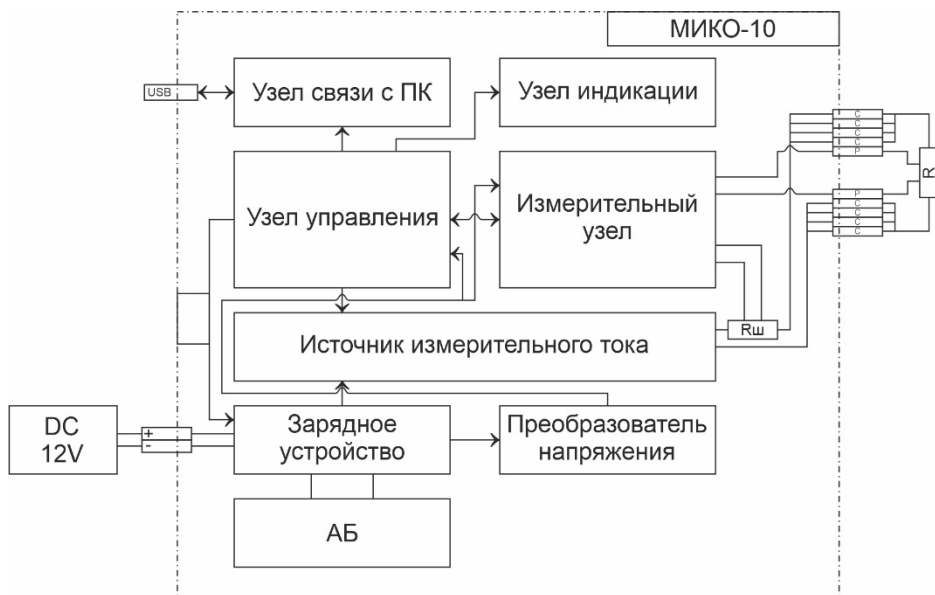 МИКО-10
USB
Узел связи с ПК
Узел индикации
C
C
C
C
P
R
Узел управления
Измерительный
узел
P
C
C
C
C
Rш
Источник измерительного тока
DC
12V
+
-
Зарядное
устройство
Преобразователь
напряжения
АБ